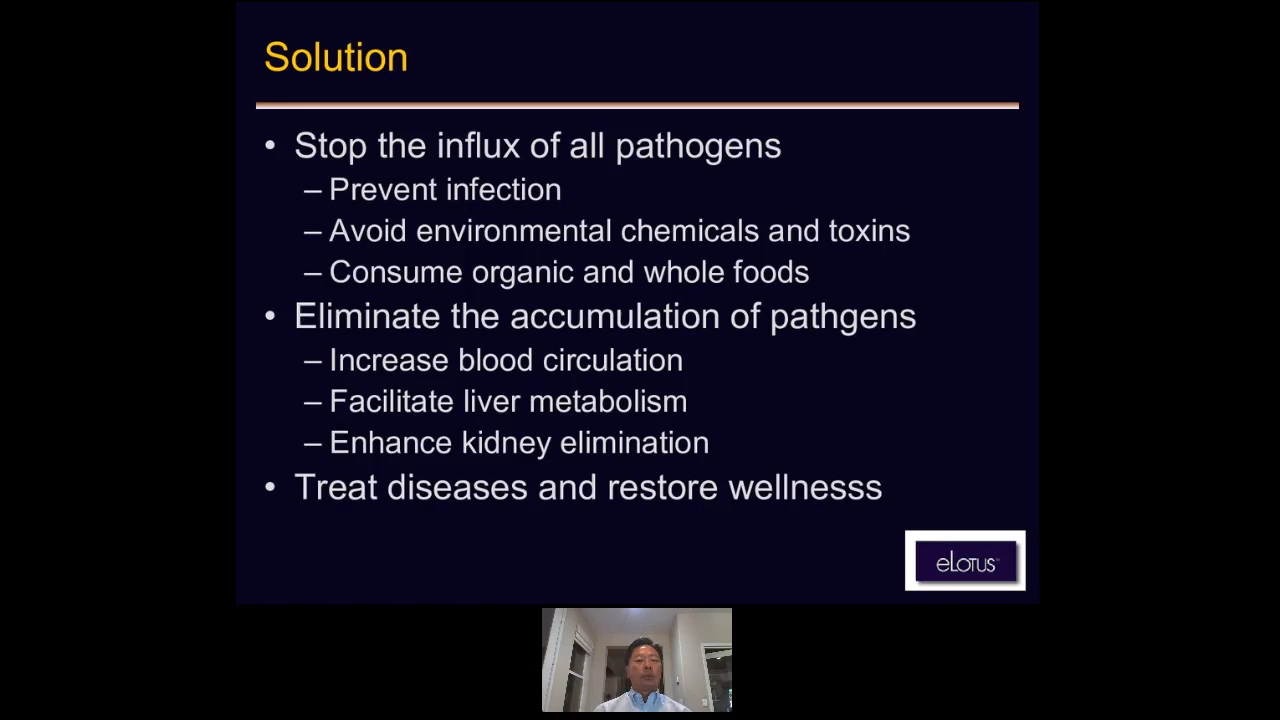 Solution
• Stop the influx of all pathogens
– Prevent infection
– Avoid environmental chemicals and toxins
– Consume organic and whole foods
• Eliminate the accumulation of pathgens
– Increase blood circulation
– Facilitate liver metabolism
– Enhance kidney elimination
• Treat diseases and restore wellnesss
eLotus™